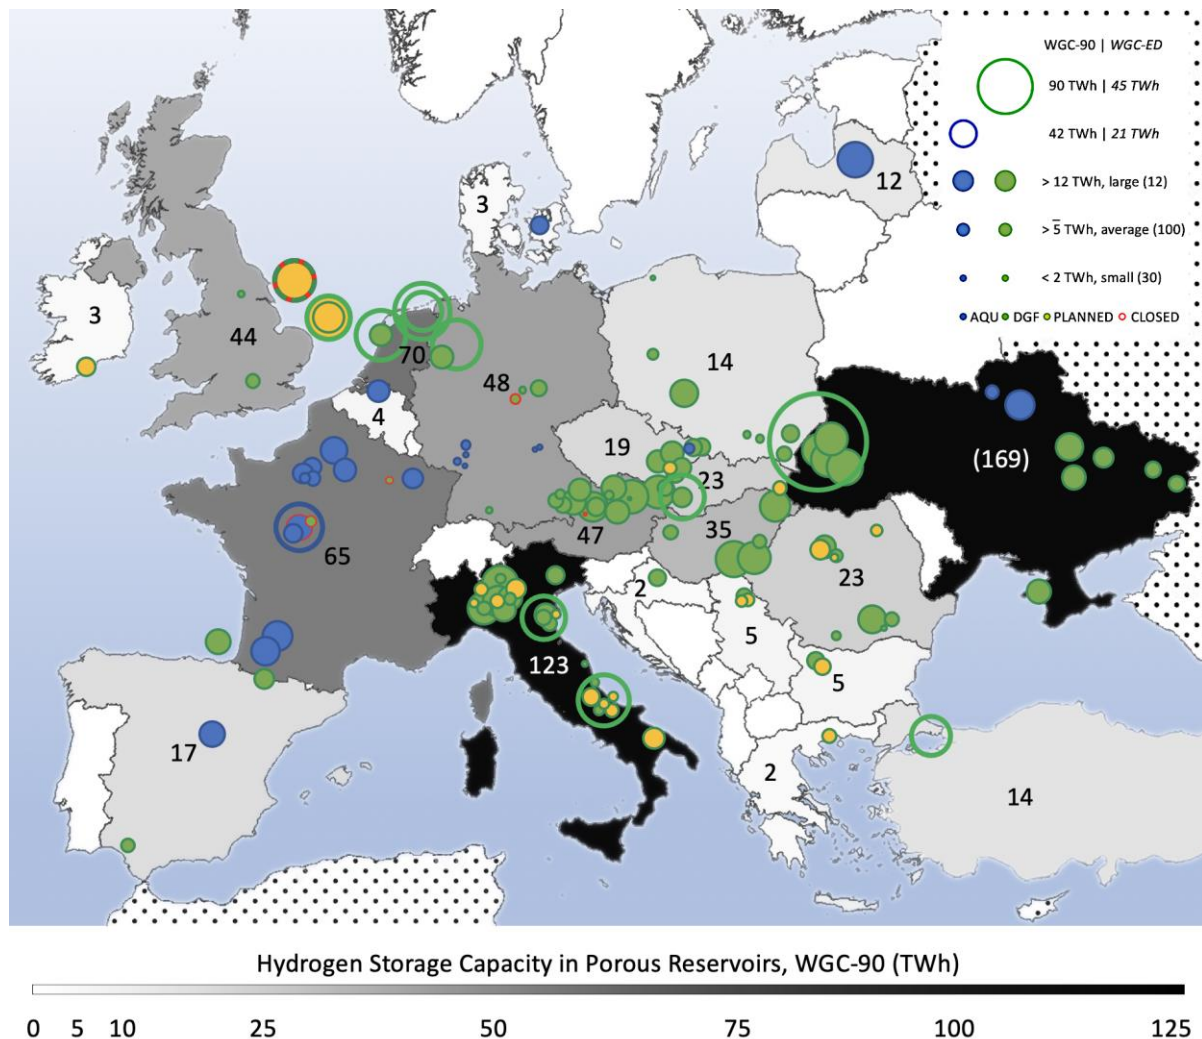 WGC-90 | WGC-ED
90 TWh | 45 TWh
42 TWh | 21 TWh
> 12 TWh, large (12)
> 5̅ TWh, average (100)
< 2 TWh, small (30)
AQU DGF PLANNED CLOSED
12
3
3
44
70
48
14
4
19
23
(169)
65
47
35
23
2
5
123
5
17
2
14
Hydrogen Storage Capacity in Porous Reservoirs, WGC-90 (TWh)
0 5 10 25 50 75 100 125